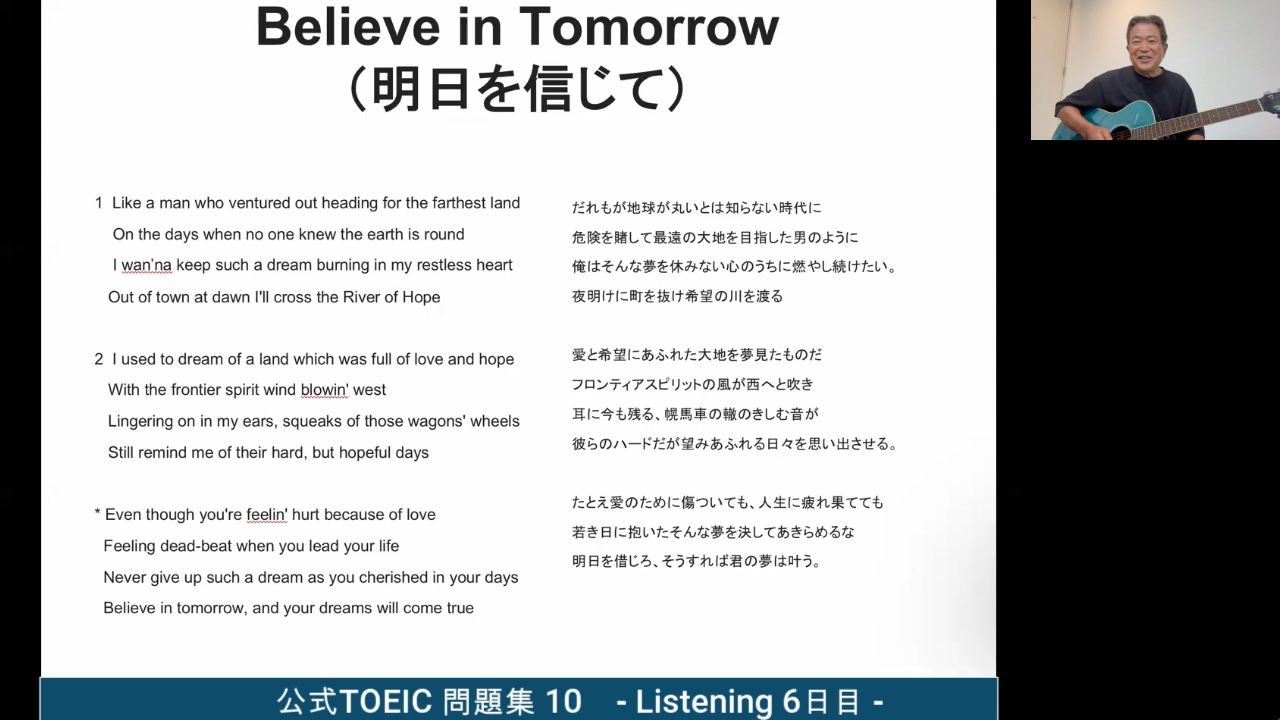 Believe in Tomorrow
（明日を信じて）
1 Like a man who ventured out heading for the farthest land
On the days when no one knew the earth is round
I wan'na keep such a dream burning in my restless heart
Out of town at dawn I'll cross the River of Hope
2 I used to dream of a land which was full of love and hope
With the frontier spirit wind blowin' west
Lingering on in my ears, squeaks of those wagons' wheels
Still remind me of their hard, but hopeful days
* Even though you're feelin' hurt because of love
Feeling dead-beat when you lead your life
Never give up such a dream as you cherished in your days
Believe in tomorrow, and your dreams will come true
だれもが地球が丸いとは知らない時代に
危険を賭して最遠の大地を目指した男のように
俺はそんな夢を休みない心のうちに燃やし続けたい。
夜明けに町を抜け希望の川を渡る
愛と希望にあふれた大地を夢見たものだ
フロンティアスピリットの風が西へと吹き
耳に今も残る、幌馬車の轍のきしむ音が
彼らのハードだが望みあふれる日々を思い出させる。
たとえ愛のために傷ついても、人生に疲れ果てても
若き日に抱いたそんな夢を決してあきらめるな
明日を借じろ、そうすれば君の夢は叶う。
公式TOEIC 問題集 10 - Listening 6日目 -